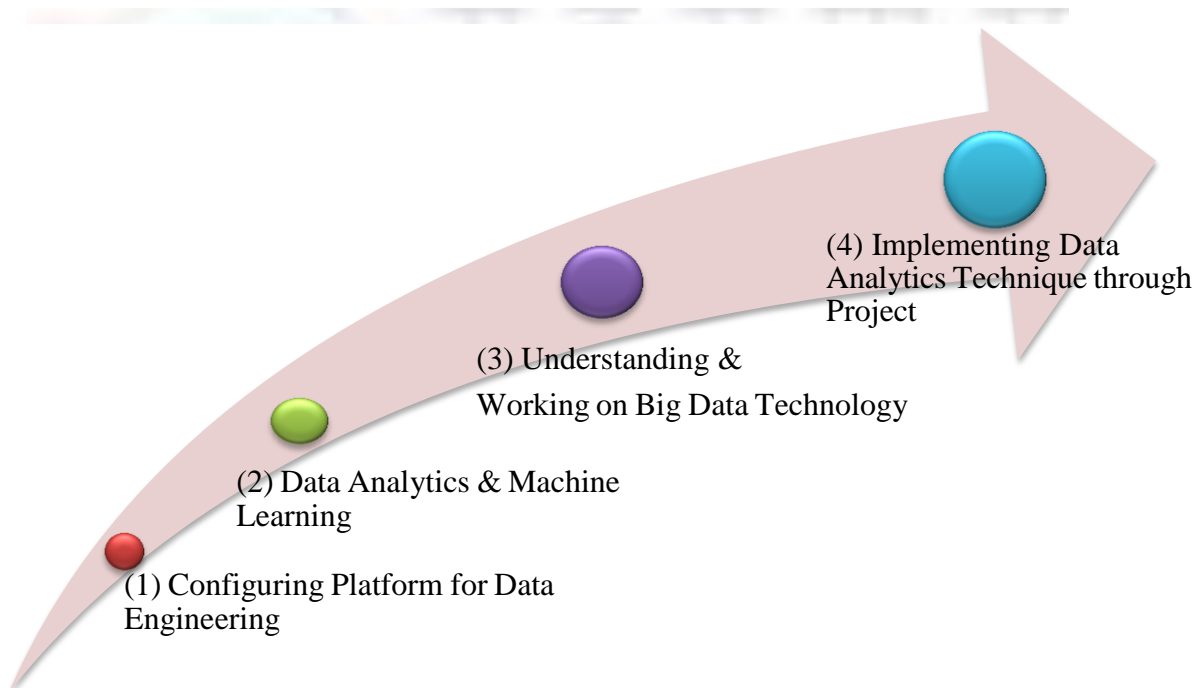 (4) Implementing Data
Analytics Technique through
Project
(3) Understanding &
Working on Big Data Technology
(2) Data Analytics & Machine
Learning
(1) Configuring Platform for Data
Engineering